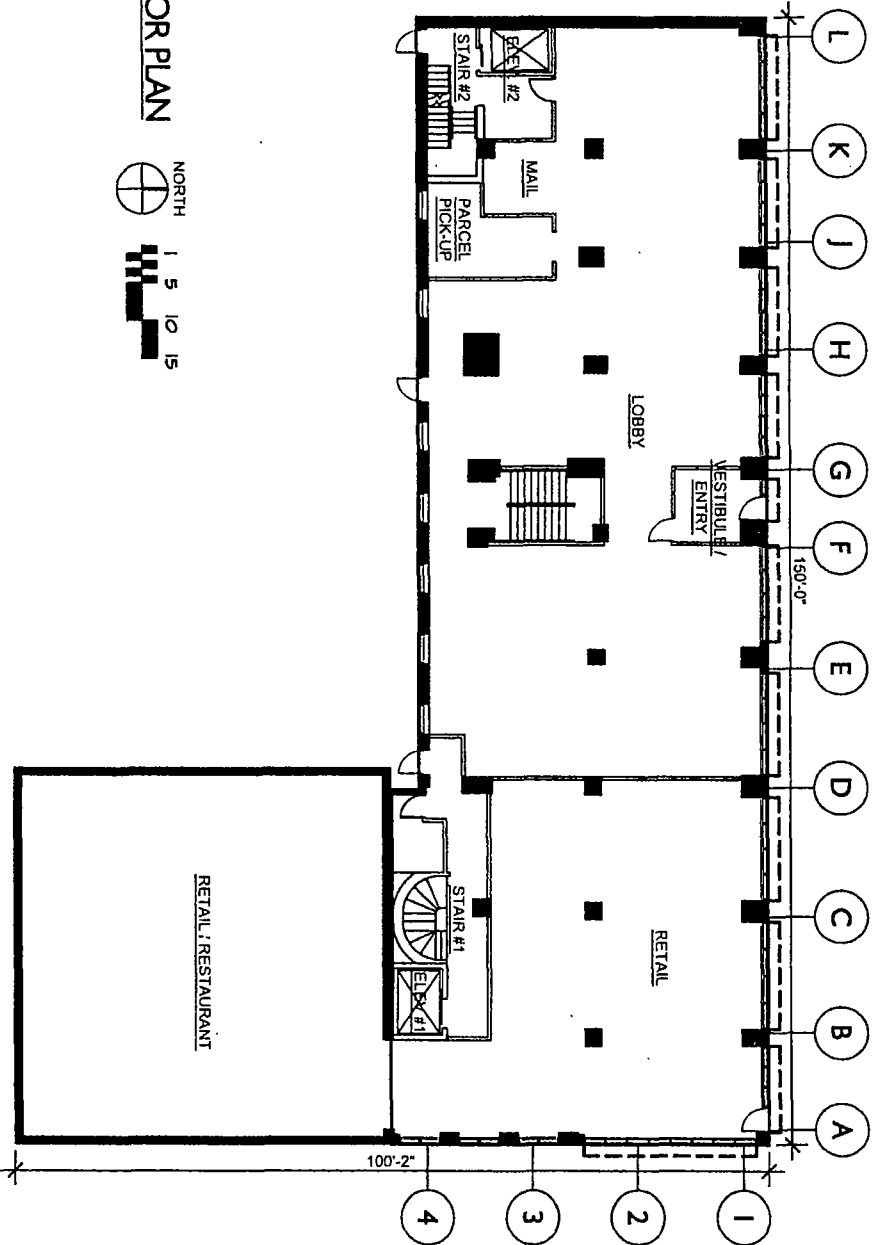 L
K
J
H
G
F
E
D
C
B
A
150'-0"
1
2
3
4
100'-2"
VESTIBULE /
ENTRY
LOBBY
RETAIL
ELEV. #2
STAIR #2
MAIL
PARCEL
PICK-UP
STAIR #1
ELEV. #1
RETAIL / RESTAURANT
NORTH
1 5 10 15
OR PLAN